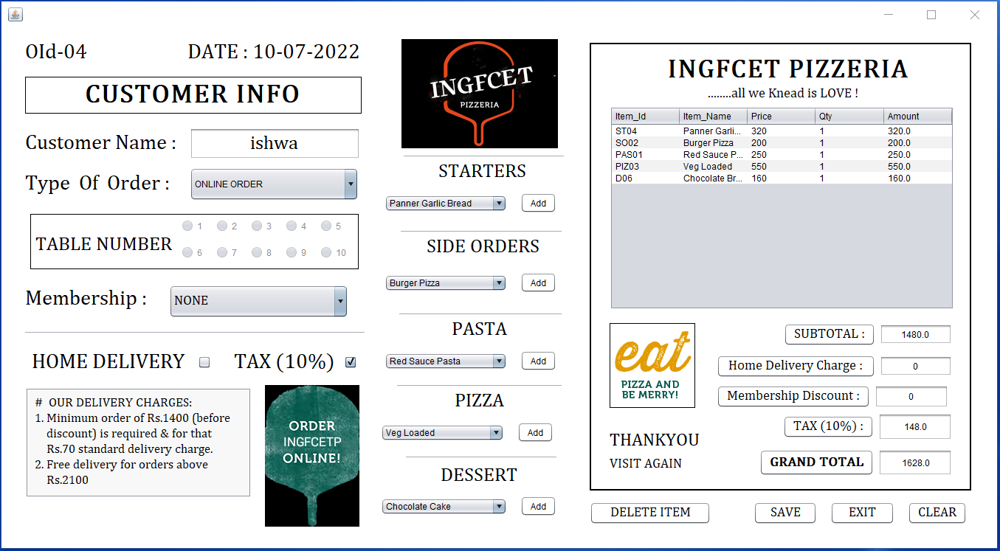 OId-04
DATE : 10-07-2022
CUSTOMER INFO
Customer Name :
ishwa
Type Of Order :
ONLINE ORDER
TABLE NUMBER
1 2 3 4 5
6 7 8 9 10
Membership :
NONE
HOME DELIVERY
TAX (10%)
# OUR DELIVERY CHARGES:
1. Minimum order of Rs.1400 (before
discount) is required & for that
Rs.70 standard delivery charge.
2. Free delivery for orders above
Rs.2100
ORDER
INGFCETP
ONLINE!
INGFCET
PIZZERIA
STARTERS
Panner Garlic Bread
Add
SIDE ORDERS
Burger Pizza
Add
PASTA
Red Sauce Pasta
Add
PIZZA
Veg Loaded
Add
DESSERT
Chocolate Cake
Add
INGFCET PIZZERIA
........all we Knead is LOVE !
Item_Id Item_Name Price Qty Amount
ST04 Panner Garli... 320 1 320.0
SO02 Burger Pizza 200 1 200.0
PAS01 Red Sauce P... 250 1 250.0
PIZ03 Veg Loaded 550 1 550.0
D06 Chocolate Br... 160 1 160.0
eat
PIZZA AND
BE MERRY!
THANKYOU
VISIT AGAIN
SUBTOTAL : 1480.0
Home Delivery Charge : 0
Membership Discount : 0
TAX (10%) : 148.0
GRAND TOTAL 1628.0
DELETE ITEM
SAVE
EXIT
CLEAR